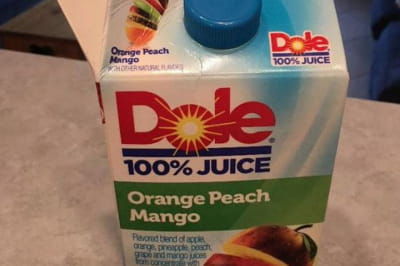 Orange Peach
Mango
WITH OTHER NATURAL FLAVORS
Dole
100% JUICE
Dole®
100% JUICE
Orange Peach
Mango
Flavored blend of apple,
orange, pineapple, peach,
grape and mango juices
from concentrate with